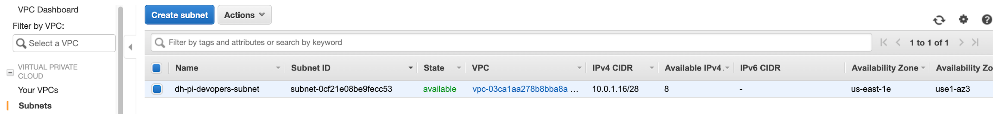 VPC Dashboard
Filter by VPC:
Select a VPC
VIRTUAL PRIVATE
CLOUD
Your VPCs
Subnets
Create subnet Actions
Filter by tags and attributes or search by keyword 1 to 1 of 1
Name Subnet ID State VPC IPv4 CIDR Available IPv4 IPv6 CIDR Availability Zone Availability Zo
dh-pi-devopers-subnet subnet-0cf21e08be9fecc53 available vpc-03ca1aa278b8bba8a ... 10.0.1.16/28 8 - us-east-1e use1-az3